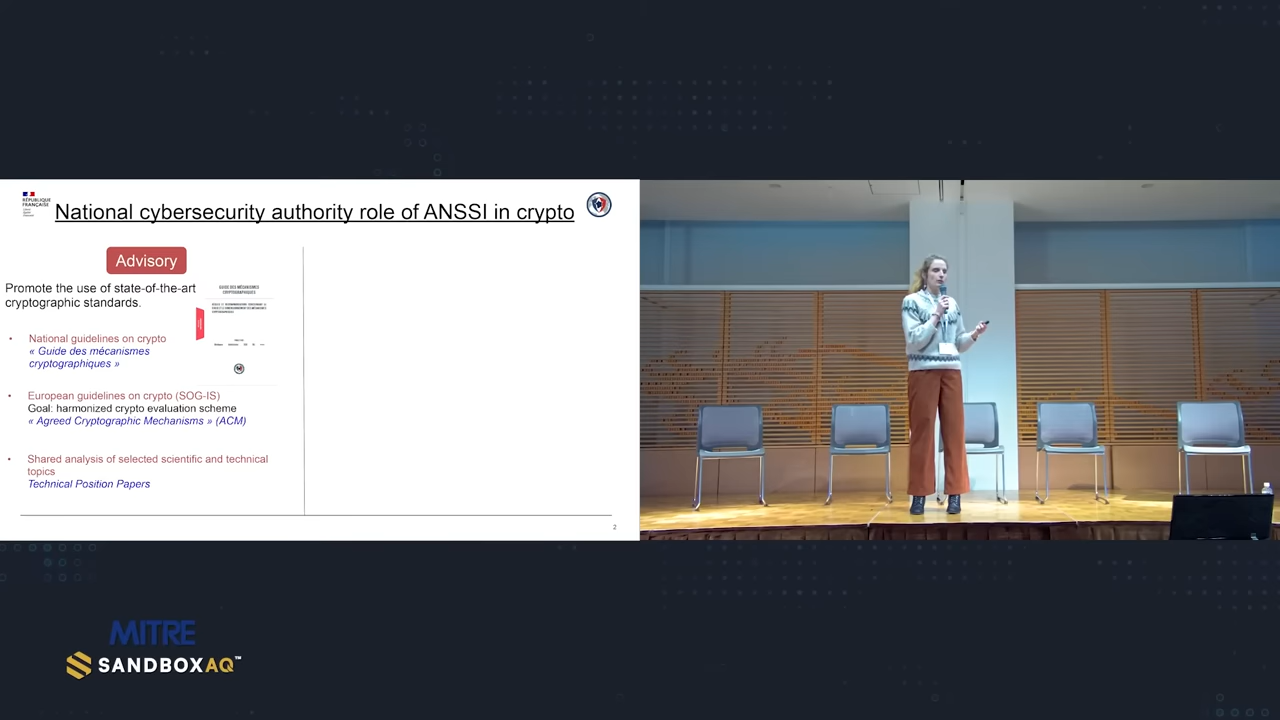 RÉPUBLIQUE
FRANÇAISE
National cybersecurity authority role of ANSSI in crypto
Advisory
Promote the use of state-of-the-art
cryptographic standards.
GUIDE DES MÉCANISMES
CRYPTOGRAPHIQUES
• National guidelines on crypto
« Guide des mécanismes
cryptographiques »
• European guidelines on crypto (SOG-IS)
Goal: harmonized crypto evaluation scheme
« Agreed Cryptographic Mechanisms » (ACM)
• Shared analysis of selected scientific and technical
topics
Technical Position Papers
2
MITRE
SANDBOXAQ™